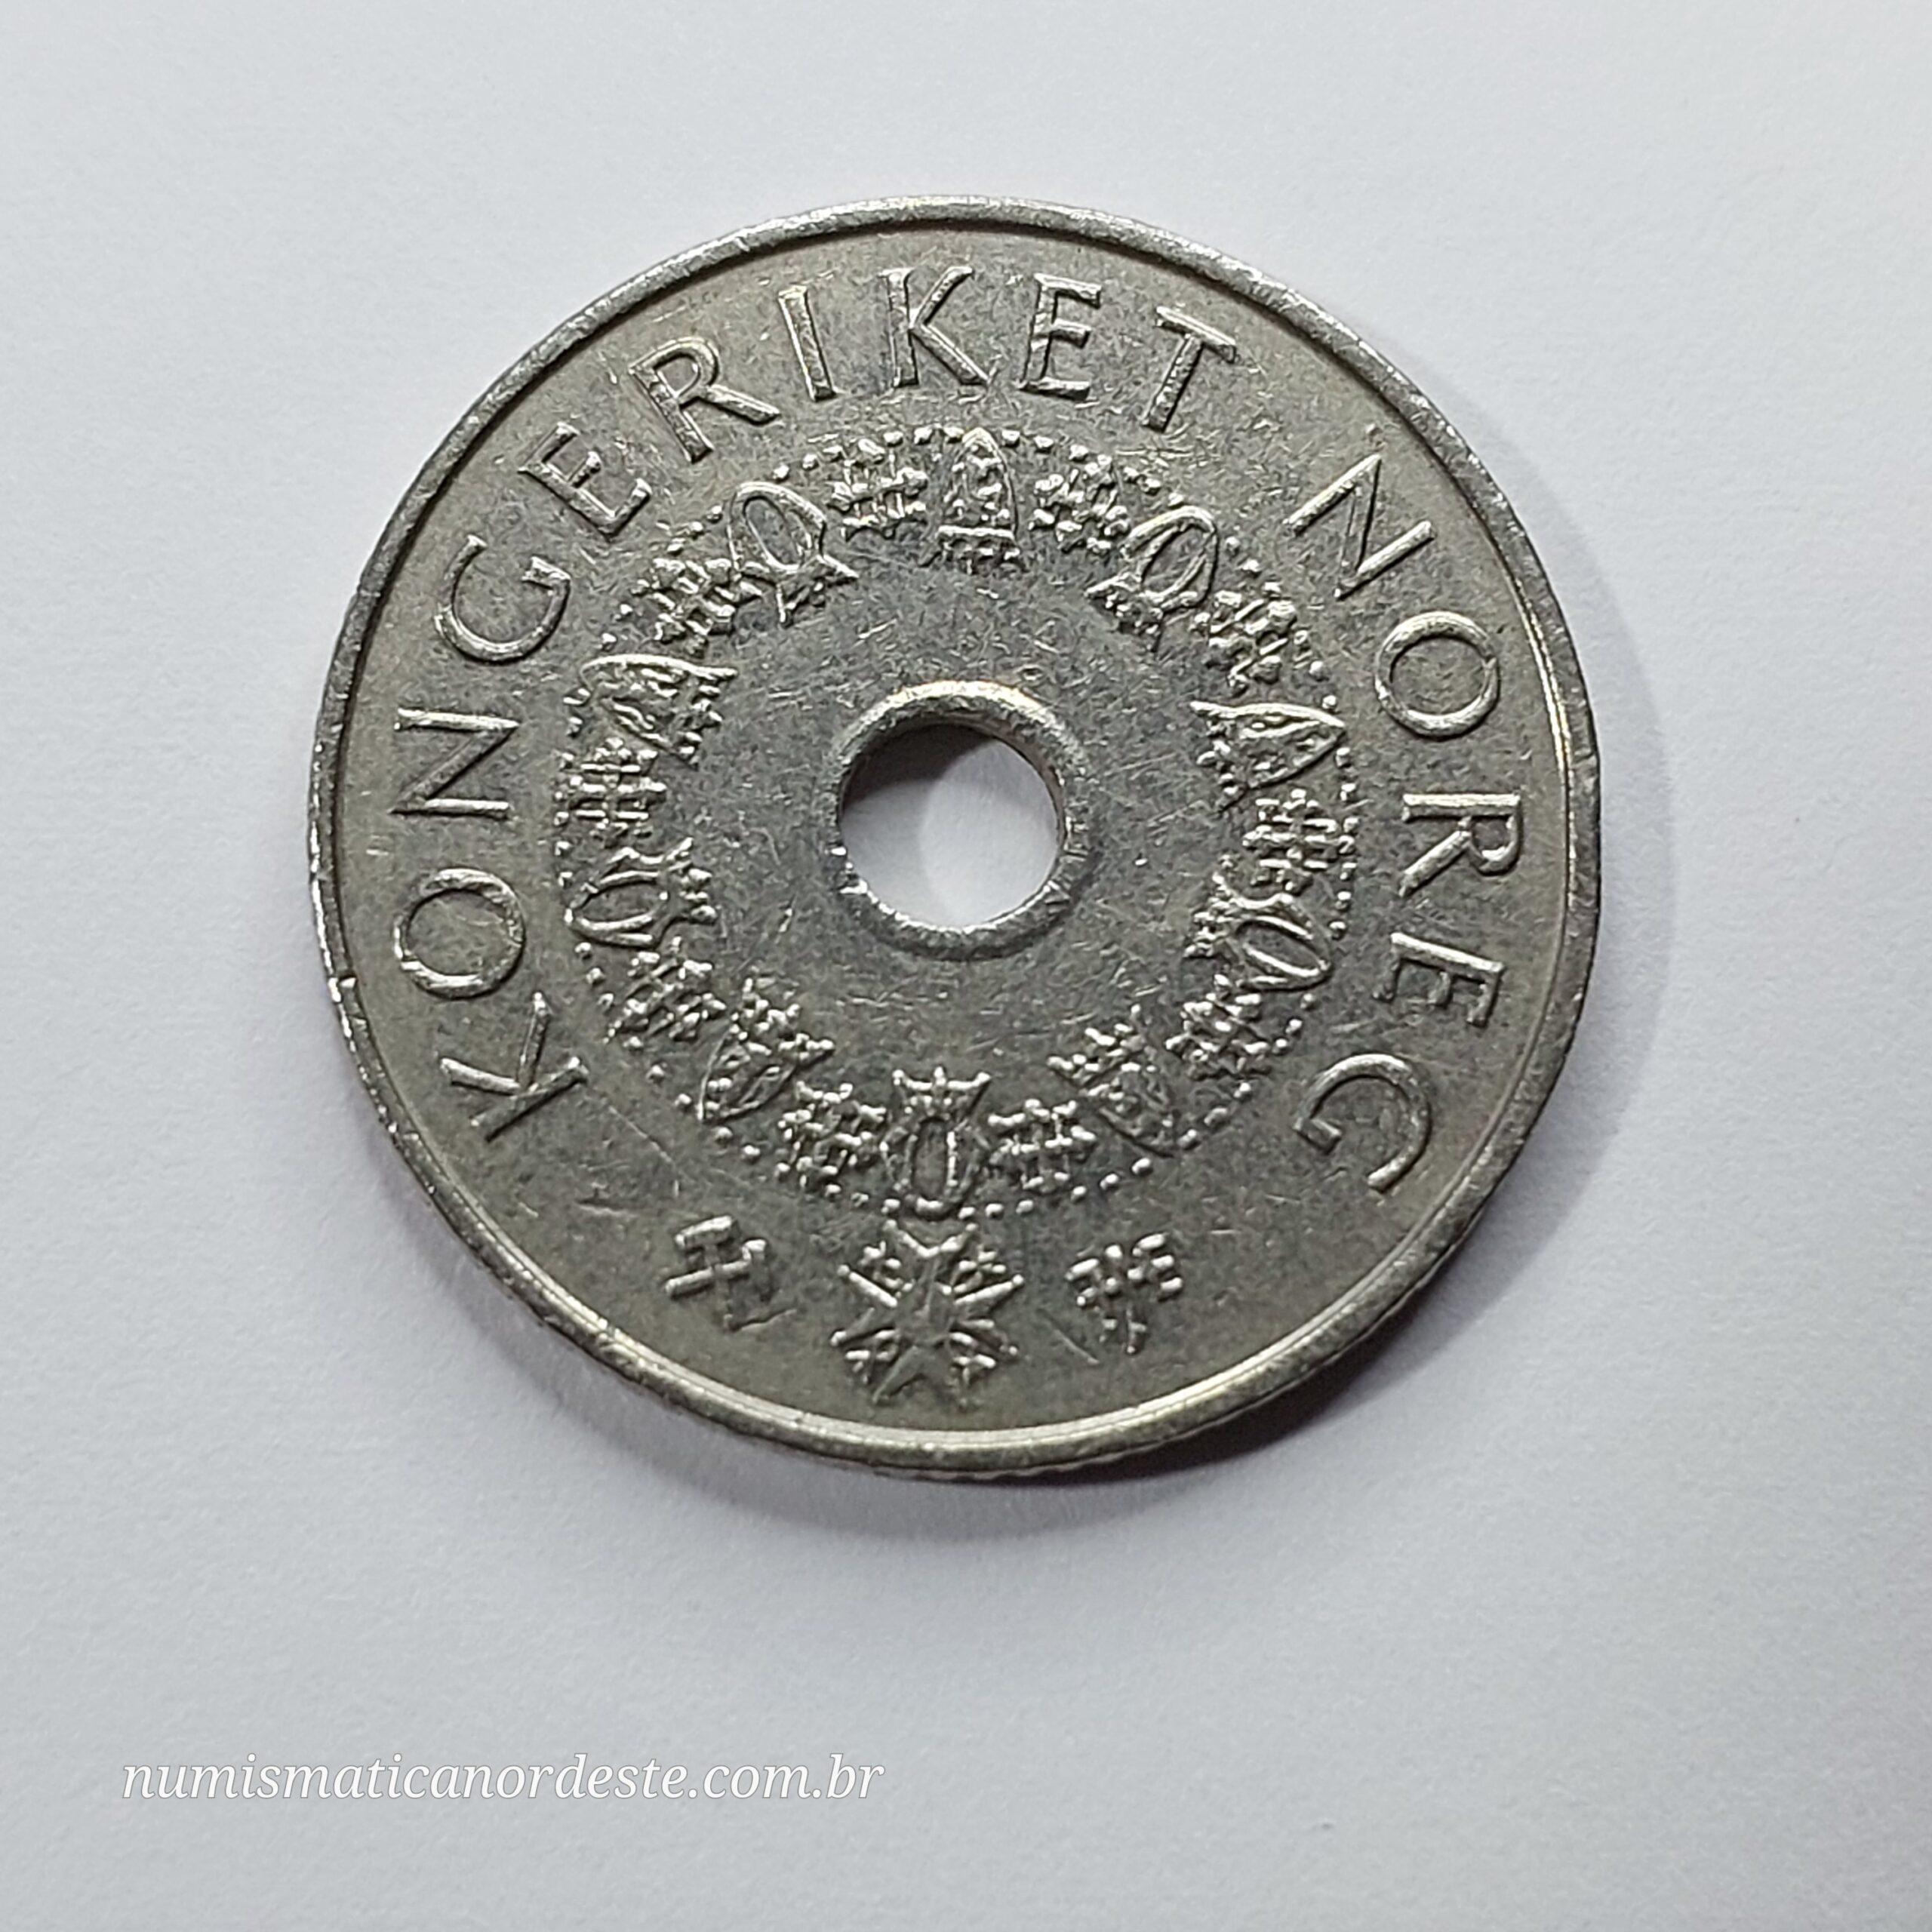 KONGERIKET NOREG
numismaticanordeste.com.br